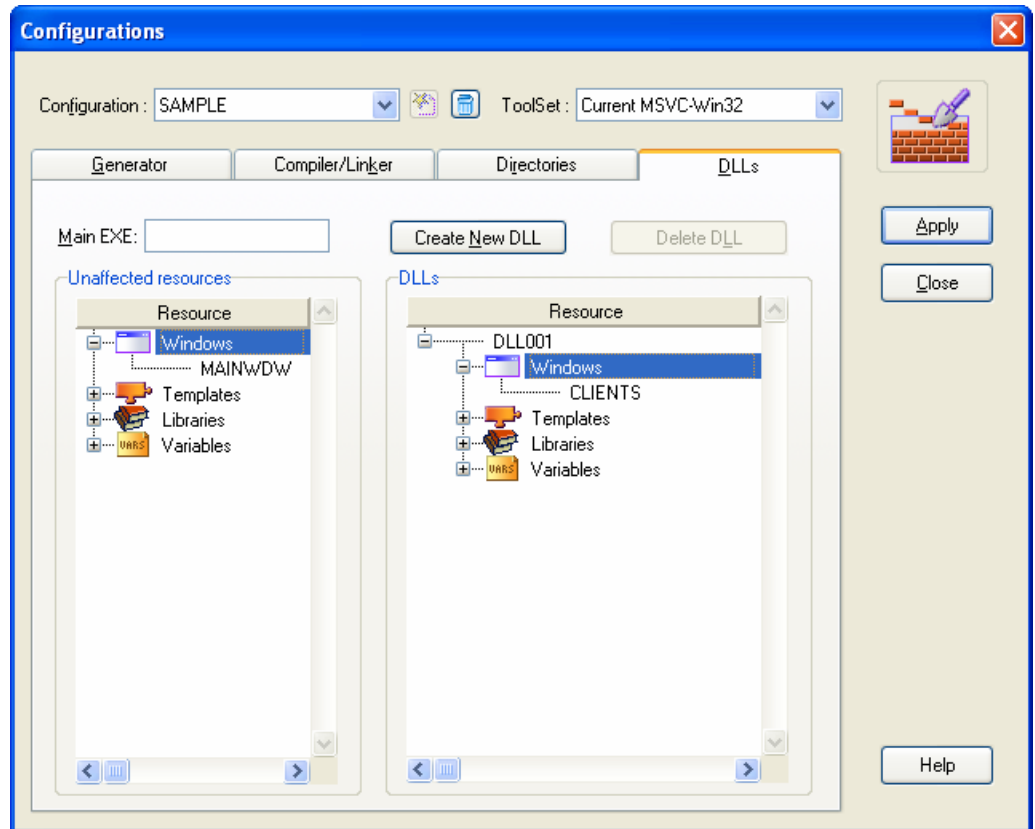 Configurations
Configuration : SAMPLE ToolSet : Current MSVC-Win32
Generator Compiler/Linker Directories DLLs
Main EXE: Create New DLL Delete DLL
Apply
Close
Unaffected resources
Resource
Windows
MAINWDW
Templates
Libraries
VARS Variables
DLLs
Resource
DLL001
Windows
CLIENTS
Templates
Libraries
VARS Variables
Help